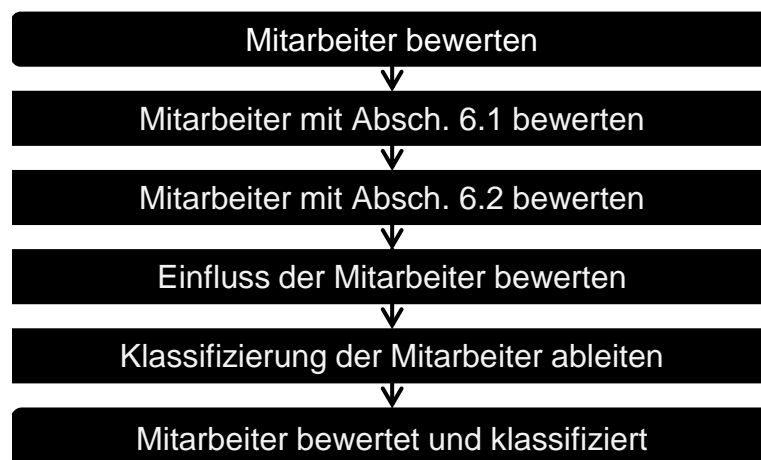 Mitarbeiter bewerten
Mitarbeiter mit Absch. 6.1 bewerten
Mitarbeiter mit Absch. 6.2 bewerten
Einfluss der Mitarbeiter bewerten
Klassifizierung der Mitarbeiter ableiten
Mitarbeiter bewertet und klassifiziert